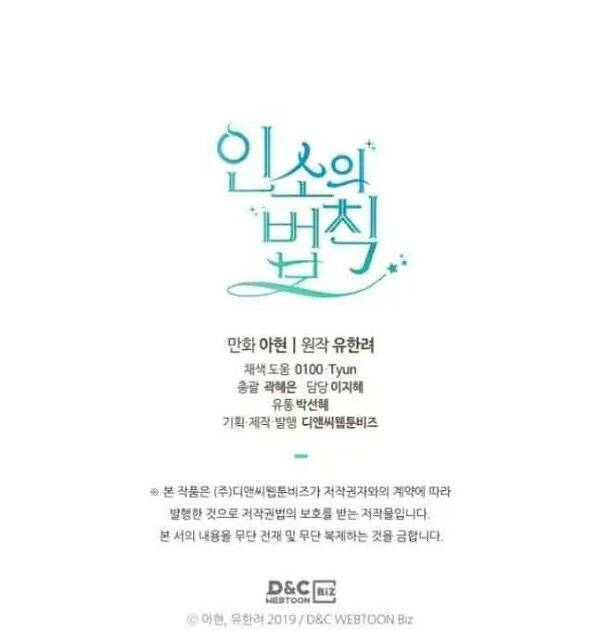 인소의
법칙
만화 아현 | 원작 유한려
채색 도움 0100·Tyun
총괄 곽혜은 담당 이지혜
유통 박선혜
기획·제작·발행 디앤씨웹툰비즈
※ 본 작품은 (주)디앤씨웹툰비즈가 저작권자와의 계약에 따라
발행한 것으로 저작권법의 보호를 받는 저작물입니다.
본 서의 내용을 무단 전재 및 무단 복제하는 것을 금합니다.
D&C
WEBTOON BiZ
ⓒ 아현, 유한려 2019 / D&C WEBTOON Biz